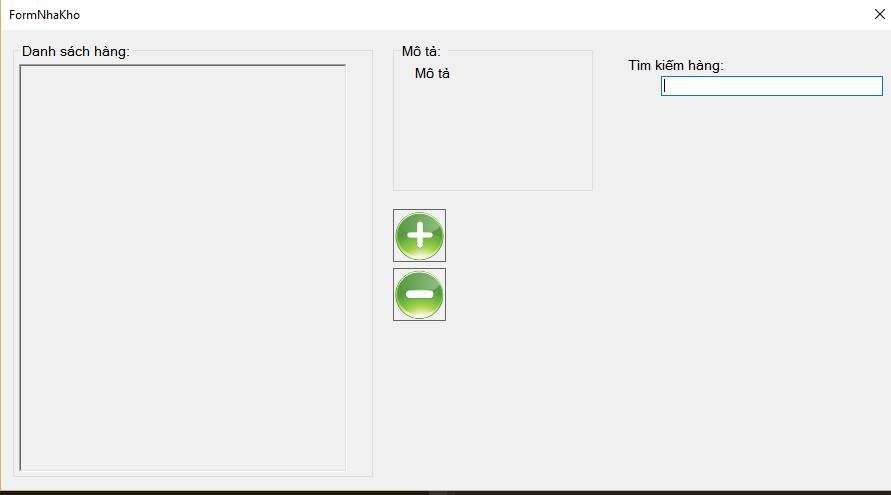 FormNhaKho
Danh sách hàng:
Mô tả:
Mô tả
Tìm kiếm hàng: